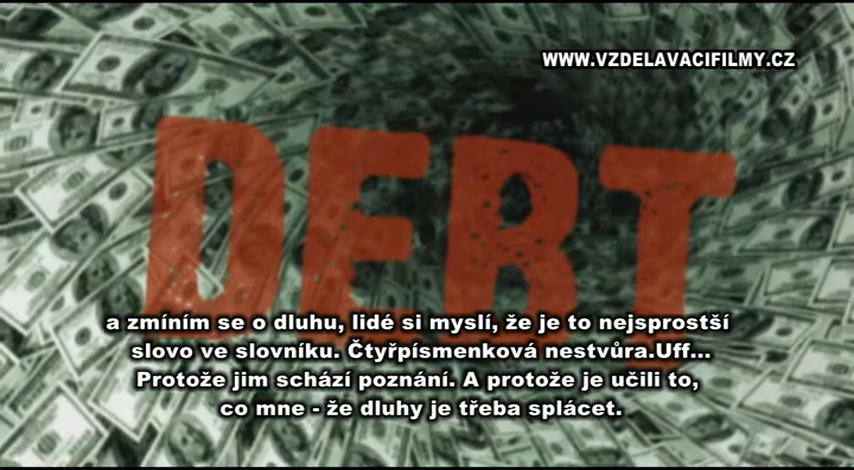 WWW.VZDELAVACIFILMY.CZ
DEBT
a zmíním se o dluhu, lidé si myslí, že je to nejsprostší
slovo ve slovníku. Čtyřpísmenková nestvůra.Uff...
Protože jim schází poznání. A protože je učili to,
co mne - že dluhy je třeba splácet.